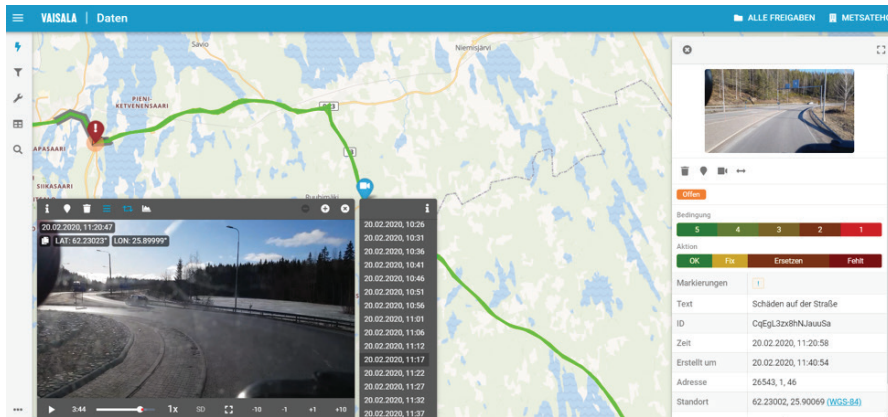 VAISALA | Daten
ALLE FREIGABEN
METSATEHO
Savio
Niemisjärvi
PIENI-
KETVENENSAARI
APASAARI
SIIKASAARI
Ruuhimäki
20.02.2020, 11:20:47
LAT: 62.23023° LON: 25.89999°
3:44
1x
SD
-10
-1
+1
+10
20.02.2020, 10:26
20.02.2020, 10:31
20.02.2020, 10:36
20.02.2020, 10:41
20.02.2020, 10:46
20.02.2020, 10:51
20.02.2020, 10:56
20.02.2020, 11:01
20.02.2020, 11:06
20.02.2020, 11:12
20.02.2020, 11:17
20.02.2020, 11:22
20.02.2020, 11:27
20.02.2020, 11:32
20.02.2020, 11:37
Offen
Bedingung
5 4 3 2 1
Aktion
OK Fix Ersetzen Fehlt
Markierungen !
Text Schäden auf der Straße
ID CqEgL3zx8hNJauuSa
Zeit 20.02.2020, 11:20:58
Erstellt um 20.02.2020, 11:40:54
Adresse 26543, 1, 46
Standort 62.23002, 25.90069 (WGS-84)